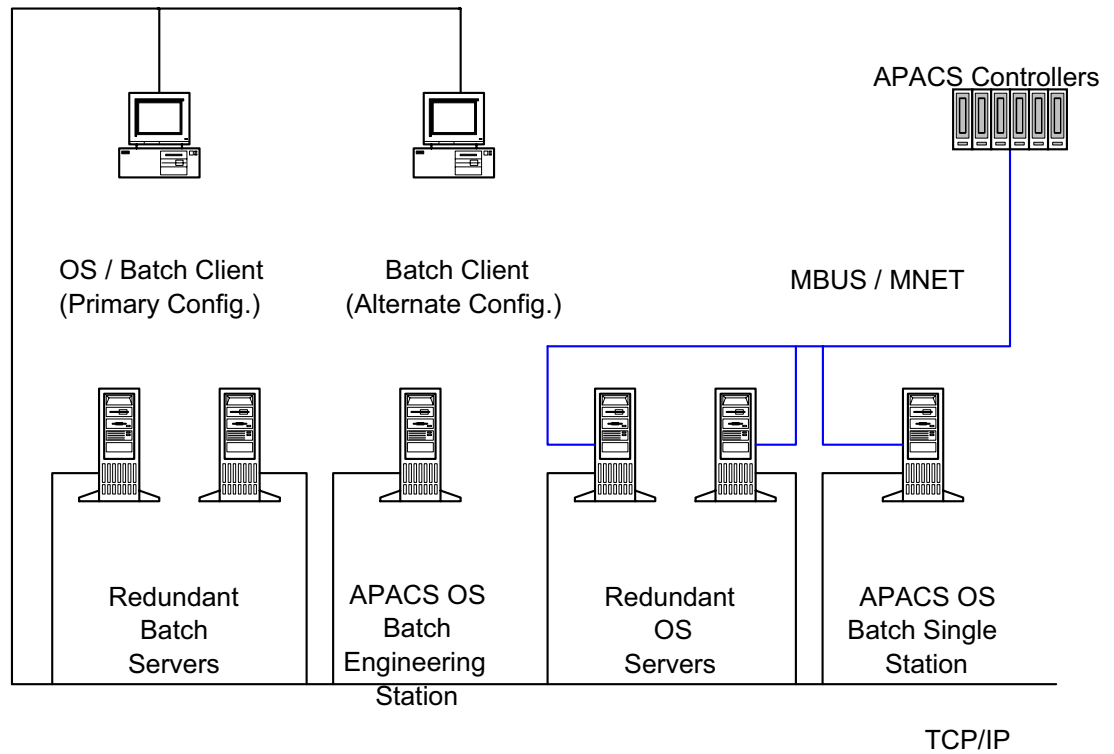 APACS Controllers
OS / Batch Client
(Primary Config.)
Batch Client
(Alternate Config.)
MBUS / MNET
Redundant
Batch
Servers
APACS OS
Batch
Engineering
Station
Redundant
OS
Servers
APACS OS
Batch Single
Station
TCP/IP